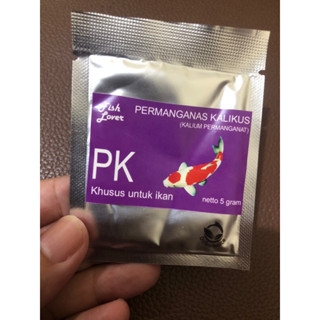 Fish
Lover
PERMANGANAS KALIKUS
(KALIUM PERMANGANAT)
PK
Khusus untuk ikan
netto 5 gram